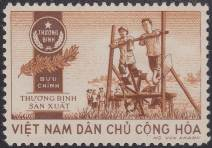 THƯƠNG
BINH
BƯU
CHÍNH
THƯƠNG BINH
SẢN XUẤT
VIỆT NAM DÂN CHỦ CỘNG HÒA